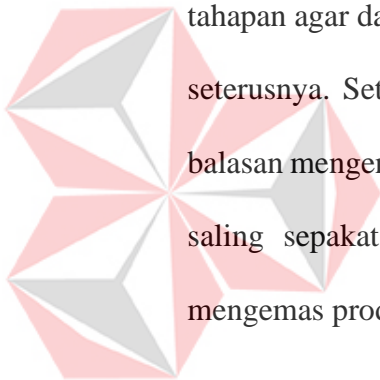 tahapan agar da
seterusnya. Set
balasan menger
saling sepakat
mengemas prod